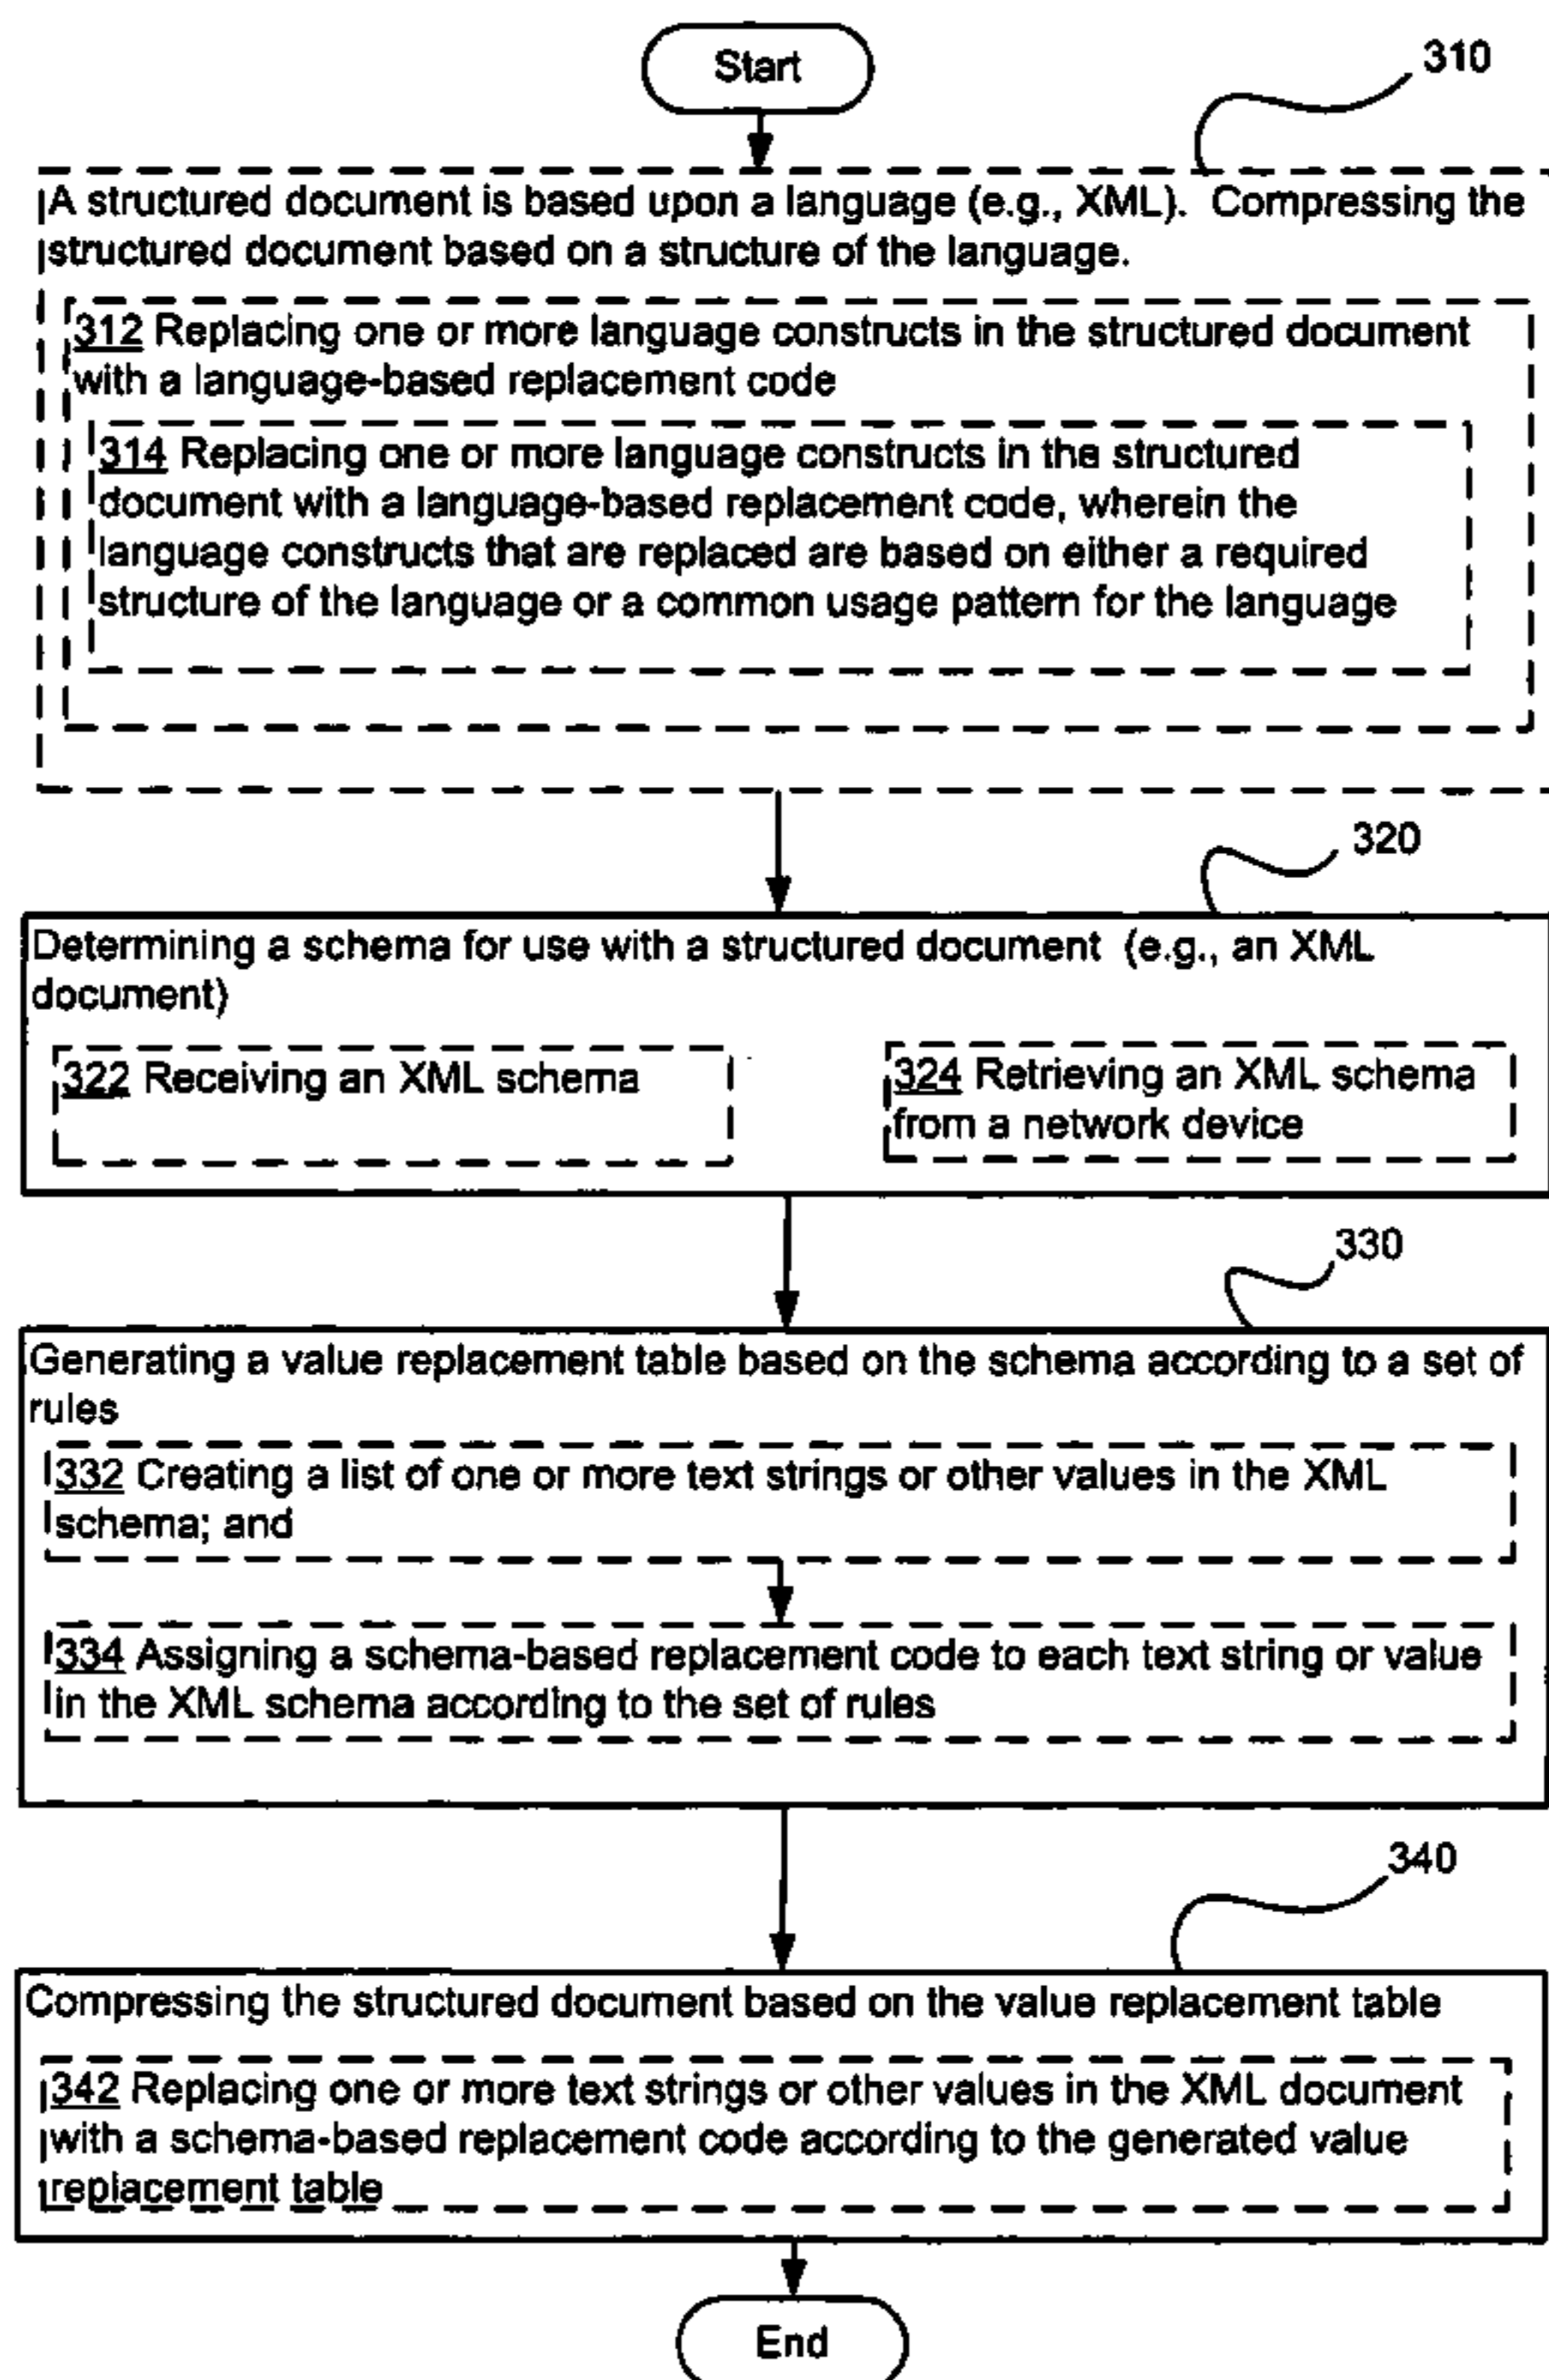 Start
310
A structured document is based upon a language (e.g., XML). Compressing the
structured document based on a structure of the language.
312 Replacing one or more language constructs in the structured document
with a language-based replacement code
314 Replacing one or more language constructs in the structured
document with a language-based replacement code, wherein the
language constructs that are replaced are based on either a required
structure of the language or a common usage pattern for the language
320
Determining a schema for use with a structured document (e.g., an XML
document)
322 Receiving an XML schema
324 Retrieving an XML schema
from a network device
330
Generating a value replacement table based on the schema according to a set of
rules
332 Creating a list of one or more text strings or other values in the XML
schema; and
334 Assigning a schema-based replacement code to each text string or value
in the XML schema according to the set of rules
340
Compressing the structured document based on the value replacement table
342 Replacing one or more text strings or other values in the XML document
with a schema-based replacement code according to the generated value
replacement table
End